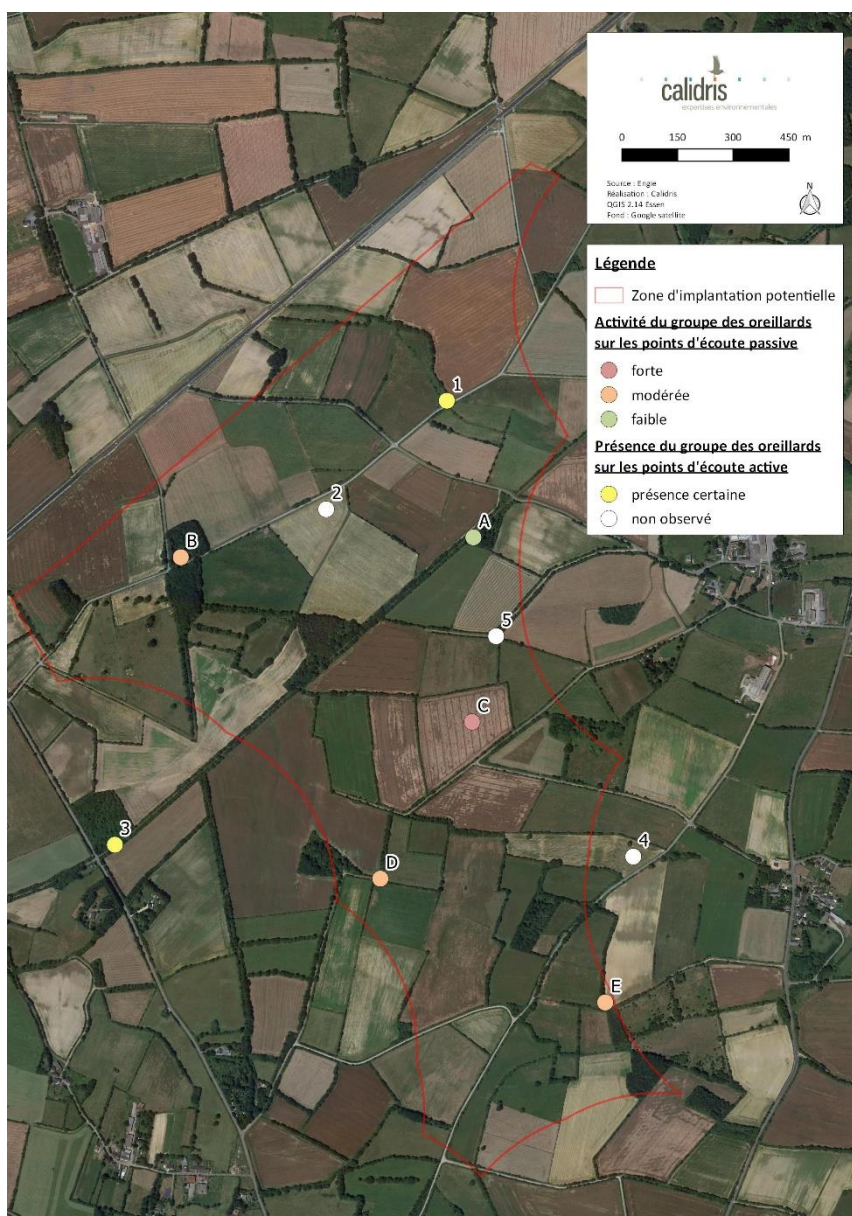 calidris
expertises environnementales
0 150 300 450 m
Source : Engie
Réalisation : Calidris
QGIS 2.14 Essen
Fond : Google satellite
N
Légende
Zone d'implantation potentielle
Activité du groupe des oreillards
sur les points d'écoute passive
forte
modérée
faible
Présence du groupe des oreillards
sur les points d'écoute active
présence certaine
non observé
1
2
A
B
5
C
3
4
D
E